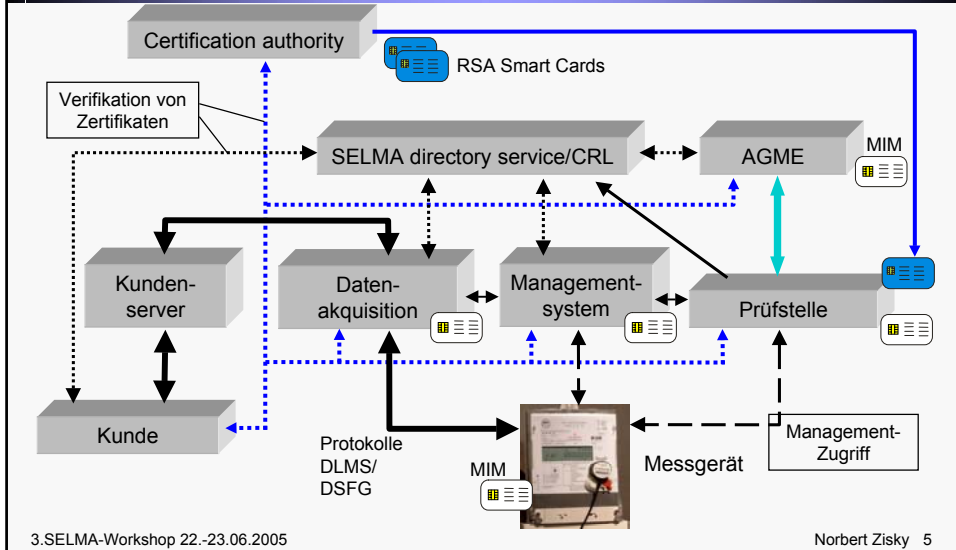 Certification authority
RSA Smart Cards
Verifikation von
Zertifikaten
SELMA directory service/CRL
AGME
MIM
Kunden-
server
Daten-
akquisition
Management-
system
Prüfstelle
Kunde
Protokolle
DLMS/
DSFG
MIM
Messgerät
Management-
Zugriff
3.SELMA-Workshop 22.-23.06.2005
Norbert Zisky 5